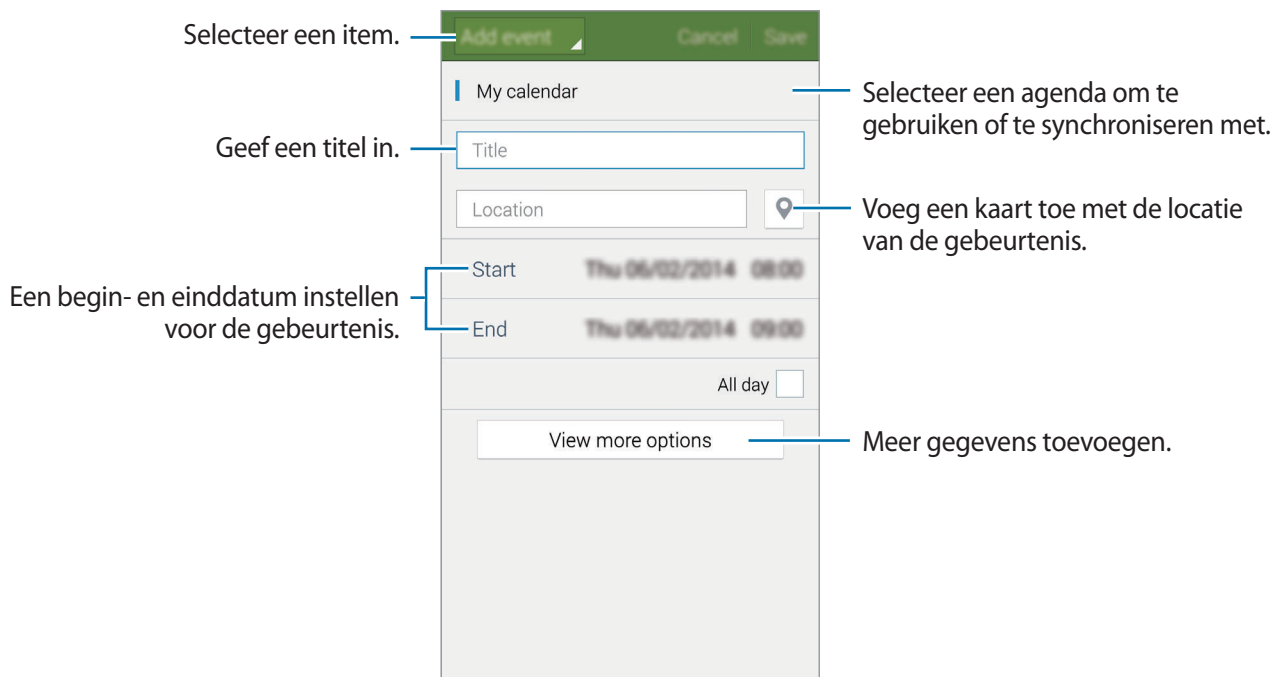 Selecteer een item.
Add event
Cancel
Save
My calendar
Selecteer een agenda om te
gebruiken of te synchroniseren met.
Geef een titel in.
Title
Location
Voeg een kaart toe met de locatie
van de gebeurtenis.
Een begin- en einddatum instellen
voor de gebeurtenis.
Start
Thu 06/02/2014 08:00
End
Thu 06/02/2014 09:00
All day
View more options
Meer gegevens toevoegen.